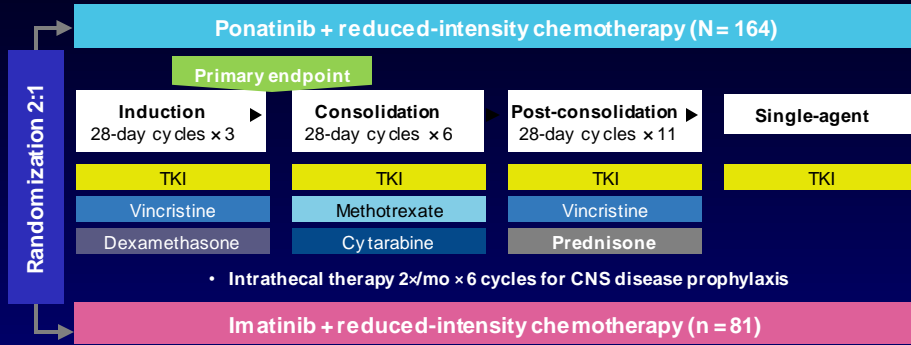 Ponatinib + reduced-intensity chemotherapy (N = 164)
Randomization 2:1
Primary endpoint
Induction
28-day cycles × 3
Consolidation
28-day cycles × 6
Post-consolidation
28-day cycles × 11
Single-agent
TKI
TKI
TKI
TKI
Vincristine
Methotrexate
Vincristine
Dexamethasone
Cytarabine
Prednisone
• Intrathecal therapy 2×/mo × 6 cycles for CNS disease prophylaxis
Imatinib + reduced-intensity chemotherapy (n = 81)